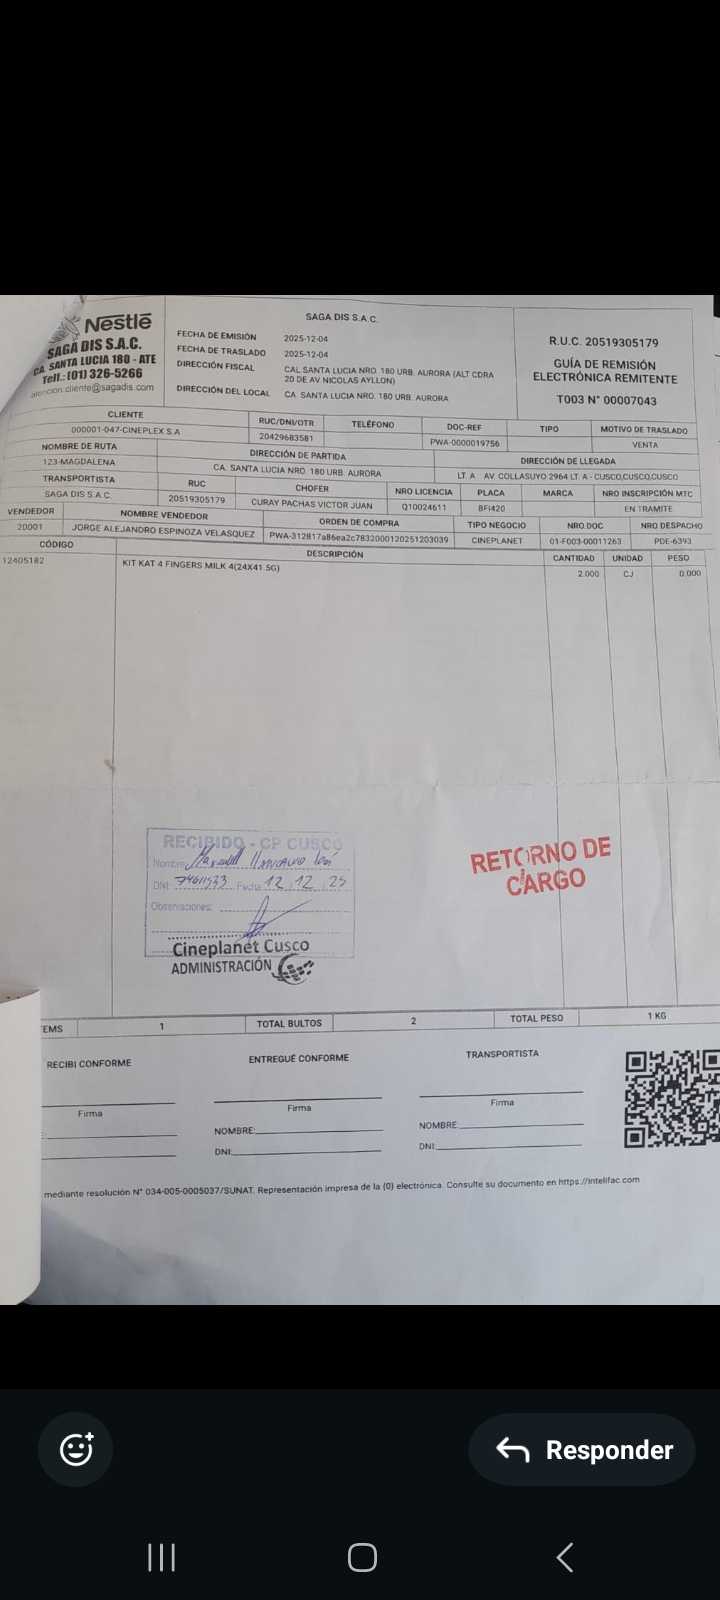 Nestlé
SAGA DIS S.A.C.
CA. SANTA LUCIA 180 - ATE
Telf.: (01) 326-5266
atencion.cliente@sagadis.com
SAGA DIS S.A.C.
FECHA DE EMISIÓN 2025-12-04
FECHA DE TRASLADO 2025-12-04
DIRECCIÓN FISCAL CAL.SANTA LUCIA NRO. 180 URB. AURORA (ALT CDRA 20 DE AV NICOLAS AYLLON)
DIRECCIÓN DEL LOCAL CA. SANTA LUCIA NRO. 180 URB. AURORA
R.U.C. 20519305179
GUÍA DE REMISIÓN
ELECTRÓNICA REMITENTE
T003 N° 00007043
CLIENTE RUC/DNI/OTR TELÉFONO DOC-REF TIPO MOTIVO DE TRASLADO
000001-047-CINEPLEX S.A 20429683581 PWA-0000019756 VENTA
NOMBRE DE RUTA DIRECCIÓN DE PARTIDA DIRECCIÓN DE LLEGADA
123-MAGDALENA CA. SANTA LUCIA NRO. 180 URB. AURORA LT. A AV COLLASUYO 2964 LT. A - CUSCO,CUSCO,CUSCO
TRANSPORTISTA RUC CHOFER NRO LICENCIA PLACA MARCA NRO INSCRIPCIÓN MTC
SAGA DIS S.A.C. 20519305179 CURAY PACHAS VICTOR JUAN Q10024611 BFI420 EN TRAMITE
VENDEDOR NOMBRE VENDEDOR ORDEN DE COMPRA TIPO NEGOCIO NRO.DOC NRO DESPACHO
20001 JORGE ALEJANDRO ESPINOZA VELASQUEZ PWA-312817a86ea2c7832000120251203039 CINEPLANET 01-F003-00011263 PDE-6393
CÓDIGO DESCRIPCIÓN CANTIDAD UNIDAD PESO
12405182 KIT KAT 4 FINGERS MILK 4(24X41.5G) 2.000 CJ 0.000
RECIBIDO - CP CUSCO
Nombre:
DNI: Fecha 12 / 12 / 25
Observaciones:
Cineplanet Cusco
ADMINISTRACIÓN
RETORNO DE
CARGO
EMS 1 TOTAL BULTOS 2 TOTAL PESO 1 KG
RECIBI CONFORME ENTREGUÉ CONFORME TRANSPORTISTA
Firma Firma Firma
NOMBRE: NOMBRE:
DNI: DNI:
mediante resolución N° 034-005-0005037/SUNAT. Representación impresa de la (0) electrónica. Consulte su documento en https://intelifac.com
Responder